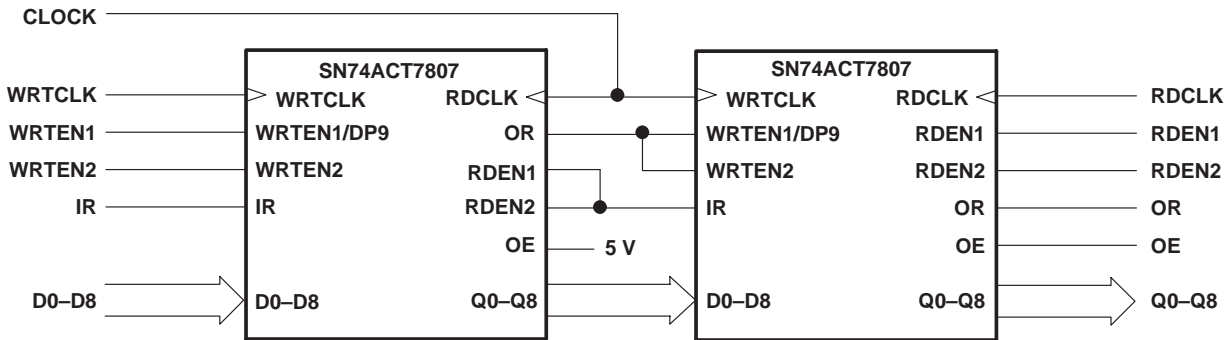 CLOCK
SN74ACT7807
SN74ACT7807
WRTCLK WRTCLK RDCLK WRTCLK RDCLK RDCLK
WRTEN1 WRTEN1/DP9 OR WRTEN1/DP9 RDEN1 RDEN1
WRTEN2 WRTEN2 RDEN1 WRTEN2 RDEN2 RDEN2
IR IR RDEN2 IR OR OR
OE 5 V OE OE
D0–D8 D0–D8 Q0–Q8 D0–D8 Q0–Q8 Q0–Q8